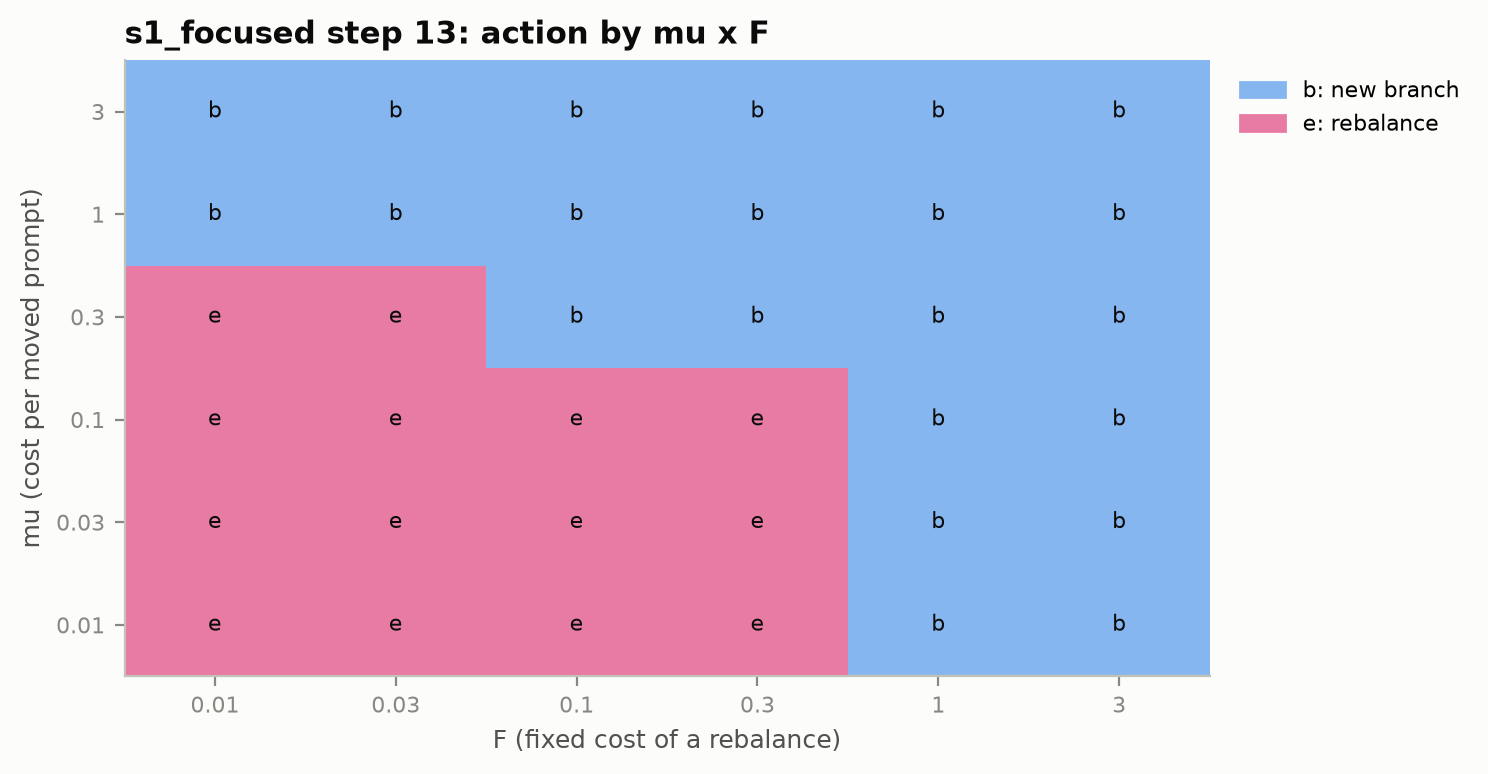 s1_focused step 13: action by mu x F
b: new branch
e: rebalance
mu (cost per moved prompt)
3 b b b b b b
1 b b b b b b
0.3 e e b b b b
0.1 e e e e b b
0.03 e e e e b b
0.01 e e e e b b
0.01 0.03 0.1 0.3 1 3
F (fixed cost of a rebalance)